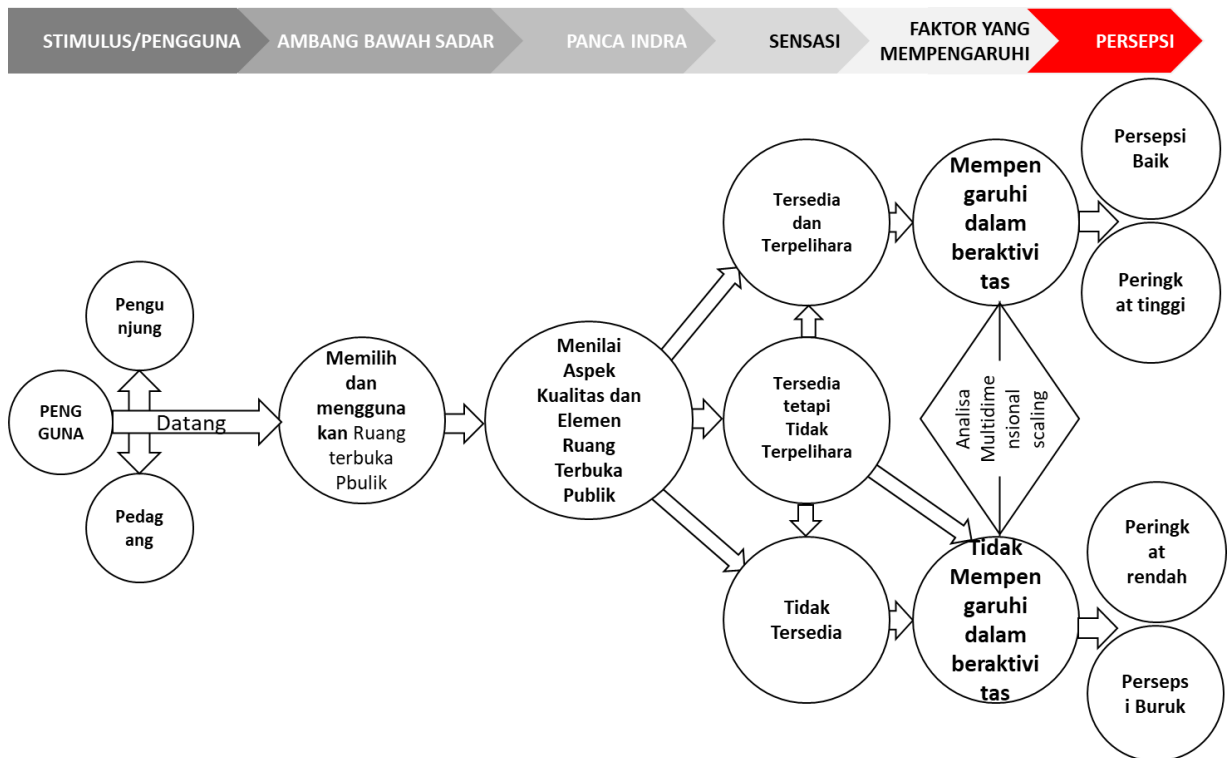 STIMULUS/PENGGUNA
AMBANG BAWAH SADAR
PANCA INDRA
SENSASI
FAKTOR YANG
MEMPENGARUHI
PERSEPSI
PENG
GUNA
Pengu
njung
Datang
Pedag
ang
Memilih
dan
mengguna
kan Ruang
terbuka
Pbulik
Menilai
Aspek
Kualitas dan
Elemen
Ruang
Terbuka
Publik
Tersedia
dan
Terpelihara
Tersedia
tetapi
Tidak
Terpelihara
Tidak
Tersedia
Mempen
garuhi
dalam
beraktivi
tas
Analisa
Multidime
nsional
scaling
Tidak
Mempen
garuhi
dalam
beraktivi
tas
Persepsi
Baik
Peringk
at tinggi
Peringk
at
rendah
Perseps
i Buruk